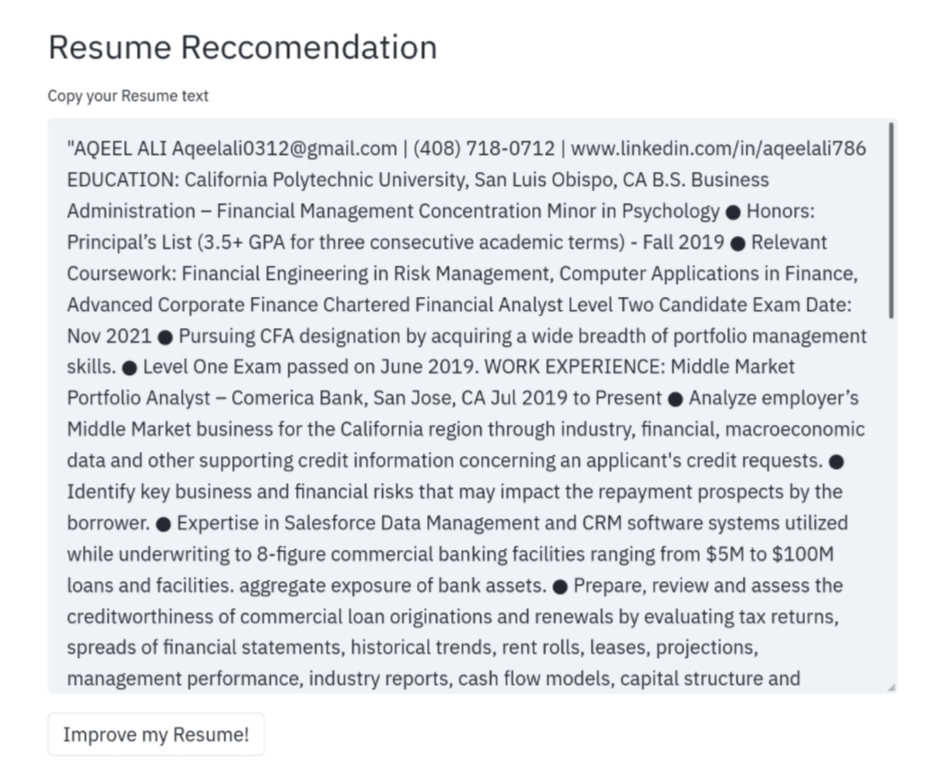 Resume Reccomendation
Copy your Resume text
"AQEEL ALI Aqeelali0312@gmail.com | (408) 718-0712 | www.linkedin.com/in/aqeelali786
EDUCATION: California Polytechnic University, San Luis Obispo, CA B.S. Business
Administration – Financial Management Concentration Minor in Psychology ● Honors:
Principal’s List (3.5+ GPA for three consecutive academic terms) - Fall 2019 ● Relevant
Coursework: Financial Engineering in Risk Management, Computer Applications in Finance,
Advanced Corporate Finance Chartered Financial Analyst Level Two Candidate Exam Date:
Nov 2021 ● Pursuing CFA designation by acquiring a wide breadth of portfolio management
skills. ● Level One Exam passed on June 2019. WORK EXPERIENCE: Middle Market
Portfolio Analyst – Comerica Bank, San Jose, CA Jul 2019 to Present ● Analyze employer’s
Middle Market business for the California region through industry, financial, macroeconomic
data and other supporting credit information concerning an applicant's credit requests. ●
Identify key business and financial risks that may impact the repayment prospects by the
borrower. ● Expertise in Salesforce Data Management and CRM software systems utilized
while underwriting to 8-figure commercial banking facilities ranging from $5M to $100M
loans and facilities. aggregate exposure of bank assets. ● Prepare, review and assess the
creditworthiness of commercial loan originations and renewals by evaluating tax returns,
spreads of financial statements, historical trends, rent rolls, leases, projections,
management performance, industry reports, cash flow models, capital structure and
Improve my Resume!